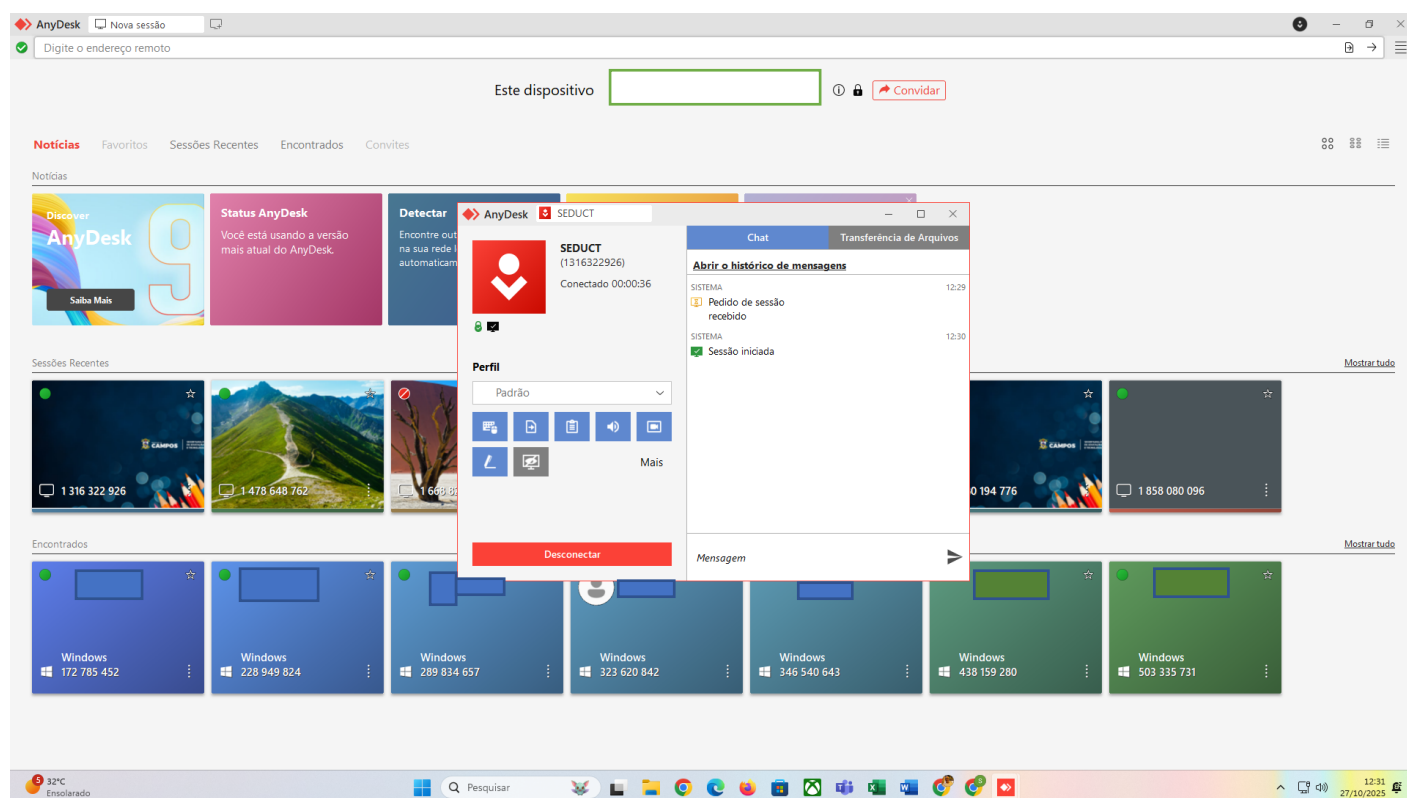 AnyDesk Nova sessão
Digite o endereço remoto
Este dispositivo
Convidar
Notícias Favoritos Sessões Recentes Encontrados Convites
Notícias
Discover
AnyDesk
9
Saiba Mais
Status AnyDesk
Você está usando a versão
mais atual do AnyDesk.
Detectar
Encontre out
na sua rede l
automaticam
AnyDesk SEDUCT
SEDUCT
(1316322926)
Conectado 00:00:36
Perfil
Padrão
Mais
Desconectar
Chat Transferência de Arquivos
Abrir o histórico de mensagens
SISTEMA 12:29
Pedido de sessão
recebido
SISTEMA 12:30
Sessão iniciada
Mensagem
Sessões Recentes Mostrar tudo
CAMPOS
1 316 322 926
1 478 648 762
CAMPOS
0 194 776
1 858 080 096
Encontrados Mostrar tudo
Windows
172 785 452
Windows
228 949 824
Windows
289 834 657
Windows
323 620 842
Windows
346 540 643
Windows
438 159 280
Windows
503 335 731
5
32°C
Ensolarado
Pesquisar
12:31
27/10/2025